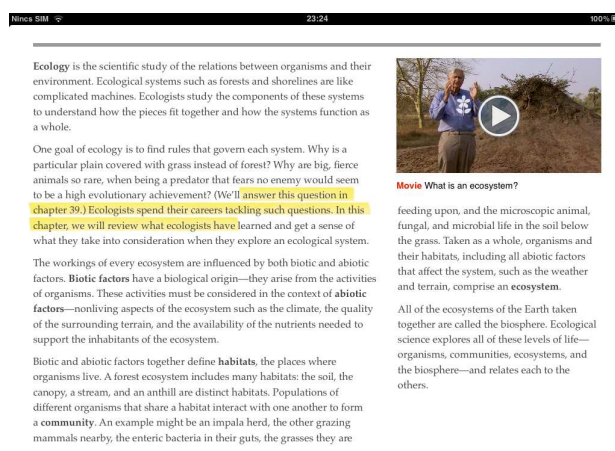 Nincs SIM
23:24
100%
Ecology is the scientific study of the relations between organisms and their
environment. Ecological systems such as forests and shorelines are like
complicated machines. Ecologists study the components of these systems
to understand how the pieces fit together and how the systems function as
a whole.
One goal of ecology is to find rules that govern each system. Why is a
particular plain covered with grass instead of forest? Why are big, fierce
animals so rare, when being a predator that fears no enemy would seem
to be a high evolutionary achievement? (We'll answer this question in
chapter 39.) Ecologists spend their careers tackling such questions. In this
chapter, we will review what ecologists have learned and get a sense of
what they take into consideration when they explore an ecological system.
The workings of every ecosystem are influenced by both biotic and abiotic
factors. Biotic factors have a biological origin—they arise from the activities
of organisms. These activities must be considered in the context of abiotic
factors—nonliving aspects of the ecosystem such as the climate, the quality
of the surrounding terrain, and the availability of the nutrients needed to
support the inhabitants of the ecosystem.
Biotic and abiotic factors together define habitats, the places where
organisms live. A forest ecosystem includes many habitats: the soil, the
canopy, a stream, and an anthill are distinct habitats. Populations of
different organisms that share a habitat interact with one another to form
a community. An example might be an impala herd, the other grazing
mammals nearby, the enteric bacteria in their guts, the grasses they are
Movie What is an ecosystem?
feeding upon, and the microscopic animal,
fungal, and microbial life in the soil below
the grass. Taken as a whole, organisms and
their habitats, including all abiotic factors
that affect the system, such as the weather
and terrain, comprise an ecosystem.
All of the ecosystems of the Earth taken
together are called the biosphere. Ecological
science explores all of these levels of life—
organisms, communities, ecosystems, and
the biosphere—and relates each to the
others.